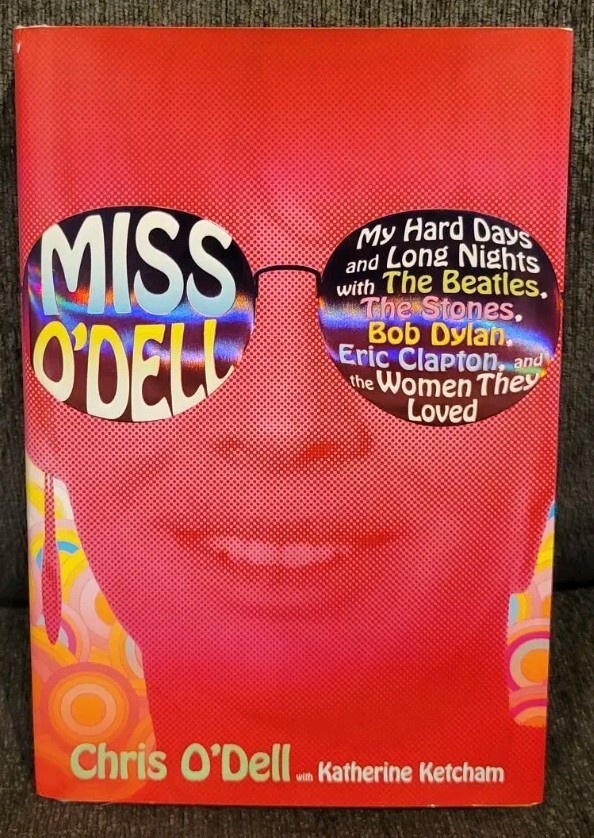 MISS
O'DELL
My Hard Days
and Long Nights
with The Beatles,
The Stones,
Bob Dylan,
Eric Clapton, and
the Women They
Loved
Chris O'Dell with Katherine Ketcham